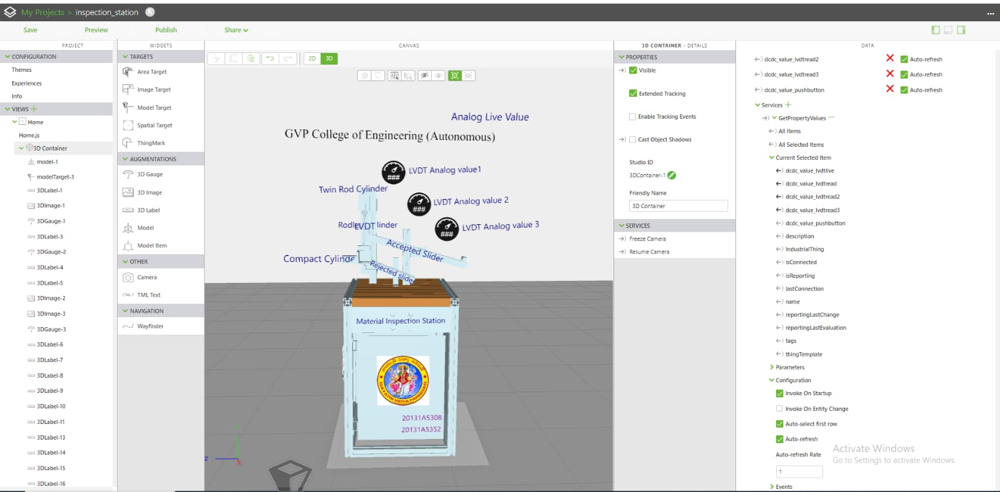 My Projects > inspection_station
Save
Preview
Publish
Share
PROJECT
CONFIGURATION
Themes
Experiences
Info
VIEWS
Home
Home.js
3D Container
model-1
modelTarget-3
3DLabel-1
3DImage-1
3DGauge-1
3DLabel-3
3DGauge-2
3DLabel-4
3DLabel-5
3DImage-2
3DImage-3
3DGauge-3
3DLabel-6
3DLabel-7
3DLabel-8
3DLabel-9
3DLabel-10
3DLabel-11
3DLabel-13
3DLabel-14
3DLabel-15
3DLabel-16
WIDGETS
TARGETS
Area Target
Image Target
Model Target
Spatial Target
ThingMark
AUGMENTATIONS
3D Gauge
3D Image
3D Label
Model
Model Item
OTHER
Camera
TML Text
NAVIGATION
Wayfinder
CANVAS
2D 3D
Analog Live Value
GVP College of Engineering (Autonomous)
### LVDT Analog value1
Twin Rod Cylinder
### LVDT Analog value 2
LVDT
linder
### LVDT Analog value 3
Accepted Slider
Compact Cylinde
Rejected slider
Material Inspection Station
GAYATRI VIDYA PARISHAD
20131A5308
20131A5352
z
x
3D CONTAINER - DETAILS
PROPERTIES
Visible
Extended Tracking
Enable Tracking Events
Cast Object Shadows
Studio ID
3DContainer-1
Friendly Name
3D Container
SERVICES
Freeze Camera
Resume Camera
DATA
dcdc_value_lvdtread2 Auto-refresh
dcdc_value_lvdtread3 Auto-refresh
dcdc_value_pushbutton Auto-refresh
Services
GetPropertyValues
All Items
All Selected Items
Current Selected Item
dcdc_value_lvdtlive
dcdc_value_lvdtread
dcdc_value_lvdtread2
dcdc_value_lvdtread3
dcdc_value_pushbutton
description
IndustrialThing
isConnected
isReporting
lastConnection
name
reportingLastChange
reportingLastEvaluation
tags
thingTemplate
Parameters
Configuration
Invoke On Startup
Invoke On Entity Change
Auto-select first row
Auto-refresh
Auto-refresh Rate
1
Events
Activate Windows
Go to Settings to activate Windows.